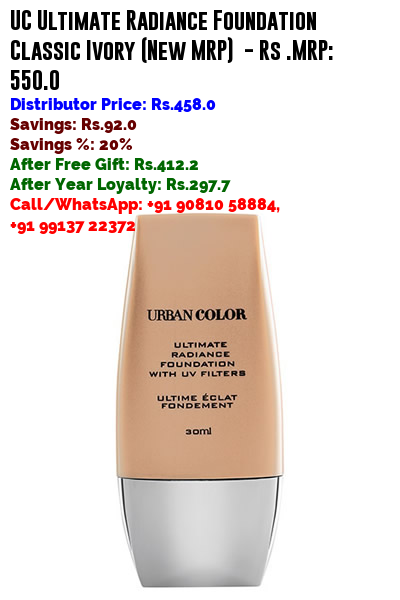 UC Ultimate Radiance Foundation
Classic Ivory (New MRP)  - Rs .MRP:
550.0
Distributor Price: Rs.458.0
Savings: Rs.92.0
Savings %: 20%
After Free Gift: Rs.412.2
After Year Loyalty: Rs.297.7
Call/WhatsApp: +91 90810 58884,
+91 99137 22372
URBAN COLOR
ULTIMATE
RADIANCE
FOUNDATION
WITH UV FILTERS
ULTIME ÉCLAT
FONDEMENT
30ml